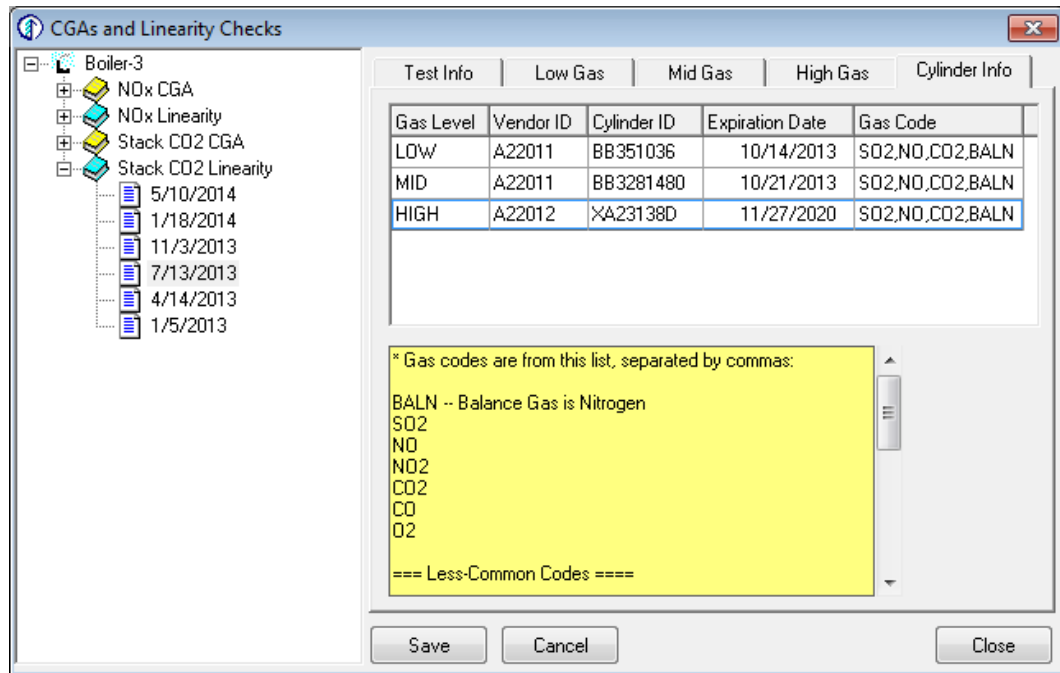 CGAs and Linearity Checks
Boiler-3
NOx CGA
NOx Linearity
Stack CO2 CGA
Stack CO2 Linearity
5/10/2014
1/18/2014
11/3/2013
7/13/2013
4/14/2013
1/5/2013
Test Info Low Gas Mid Gas High Gas Cylinder Info
Gas Level Vendor ID Cylinder ID Expiration Date Gas Code
LOW A22011 BB351036 10/14/2013 SO2,NO,CO2,BALN
MID A22011 BB3281480 10/21/2013 SO2,NO,CO2,BALN
HIGH A22012 XA23138D 11/27/2020 SO2,NO,CO2,BALN
* Gas codes are from this list, separated by commas:
BALN -- Balance Gas is Nitrogen
SO2
NO
NO2
CO2
CO
O2
=== Less-Common Codes ====
Save Cancel Close